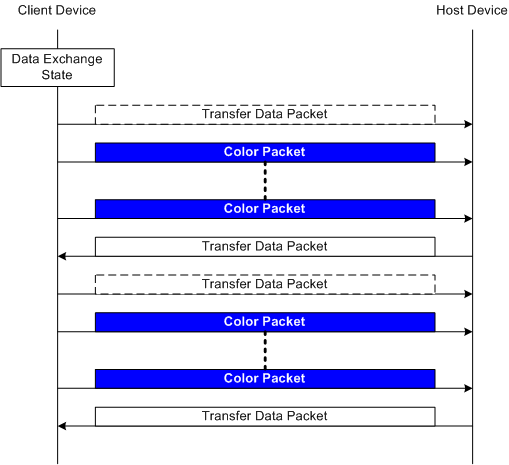 Client Device
Host Device
Data Exchange
State
Transfer Data Packet
Color Packet
Color Packet
Transfer Data Packet
Transfer Data Packet
Color Packet
Color Packet
Transfer Data Packet